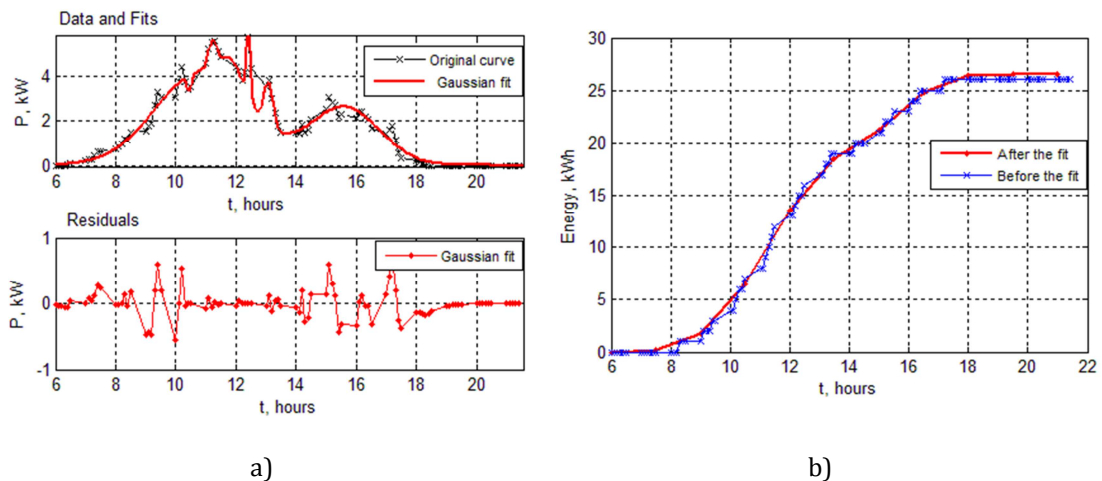 Data and Fits
P, kW
4
2
0
Original curve
Gaussian fit
6 8 10 12 14 16 18 20
t, hours
Residuals
P, kW
1
0
-1
Gaussian fit
6 8 10 12 14 16 18 20
t, hours
a)
Energy, kWh
30
25
20
15
10
5
0
After the fit
Before the fit
6 8 10 12 14 16 18 20 22
t, hours
b)